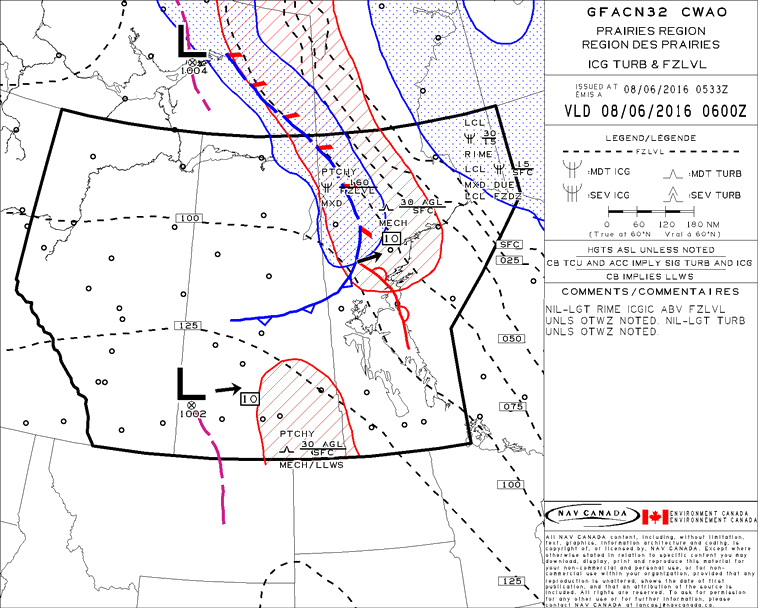 GFACN32 CWAO
PRAIRIES REGION
REGION DES PRAIRIES
ICG TURB & FZLVL
ISSUED AT 08/06/2016 0533Z
EMIS A
VLD 08/06/2016 0600Z
LEGEND/LEGENDE
FZLVL
:MDT ICG
:MDT TURB
:SEV ICG
:SEV TURB
0 60 120 180 NM
(True at 60°N Vrai à 60°N)
HGTS ASL UNLESS NOTED
CB TCU AND ACC IMPLY SIG TURB AND ICG
CB IMPLIES LLWS
COMMENTS/COMMENTAIRES
NIL-LGT RIME ICGIC ABV FZLVL
UNLS OTWZ NOTED. NIL-LGT TURB
UNLS OTWZ NOTED.
NAV CANADA
ENVIRONMENT CANADA
ENVIRONNEMENT CANADA
All NAV CANADA content, including, without limitation,
text, graphics, information architecture and coding, is
copyright of, or licensed by, NAV CANADA. Except where
otherwise stated in relation to specific content you may
download, display, print and reproduce this material for
your non-commercial and personal use, or for non-
commercial use within your organization, provided that any
reproduction is unaltered, shows the date of first
publication, and that an attribution of the source is
included. All rights are reserved. To ask for permission
for any other use or for further information, please
contact NAV CANADA at iancas@navcanada.ca.
L
1004
LCL
30
15
RIME
LCL
15
SFC
MXD DUE
LCL FZDZ
PTCHY
160
FZLVL
MXD
30 AGL
SFC
MECH
10
100
SFC
025
125
050
L
1002
10
075
PTCHY
30 AGL
SFC
MECH/LLWS
100
125